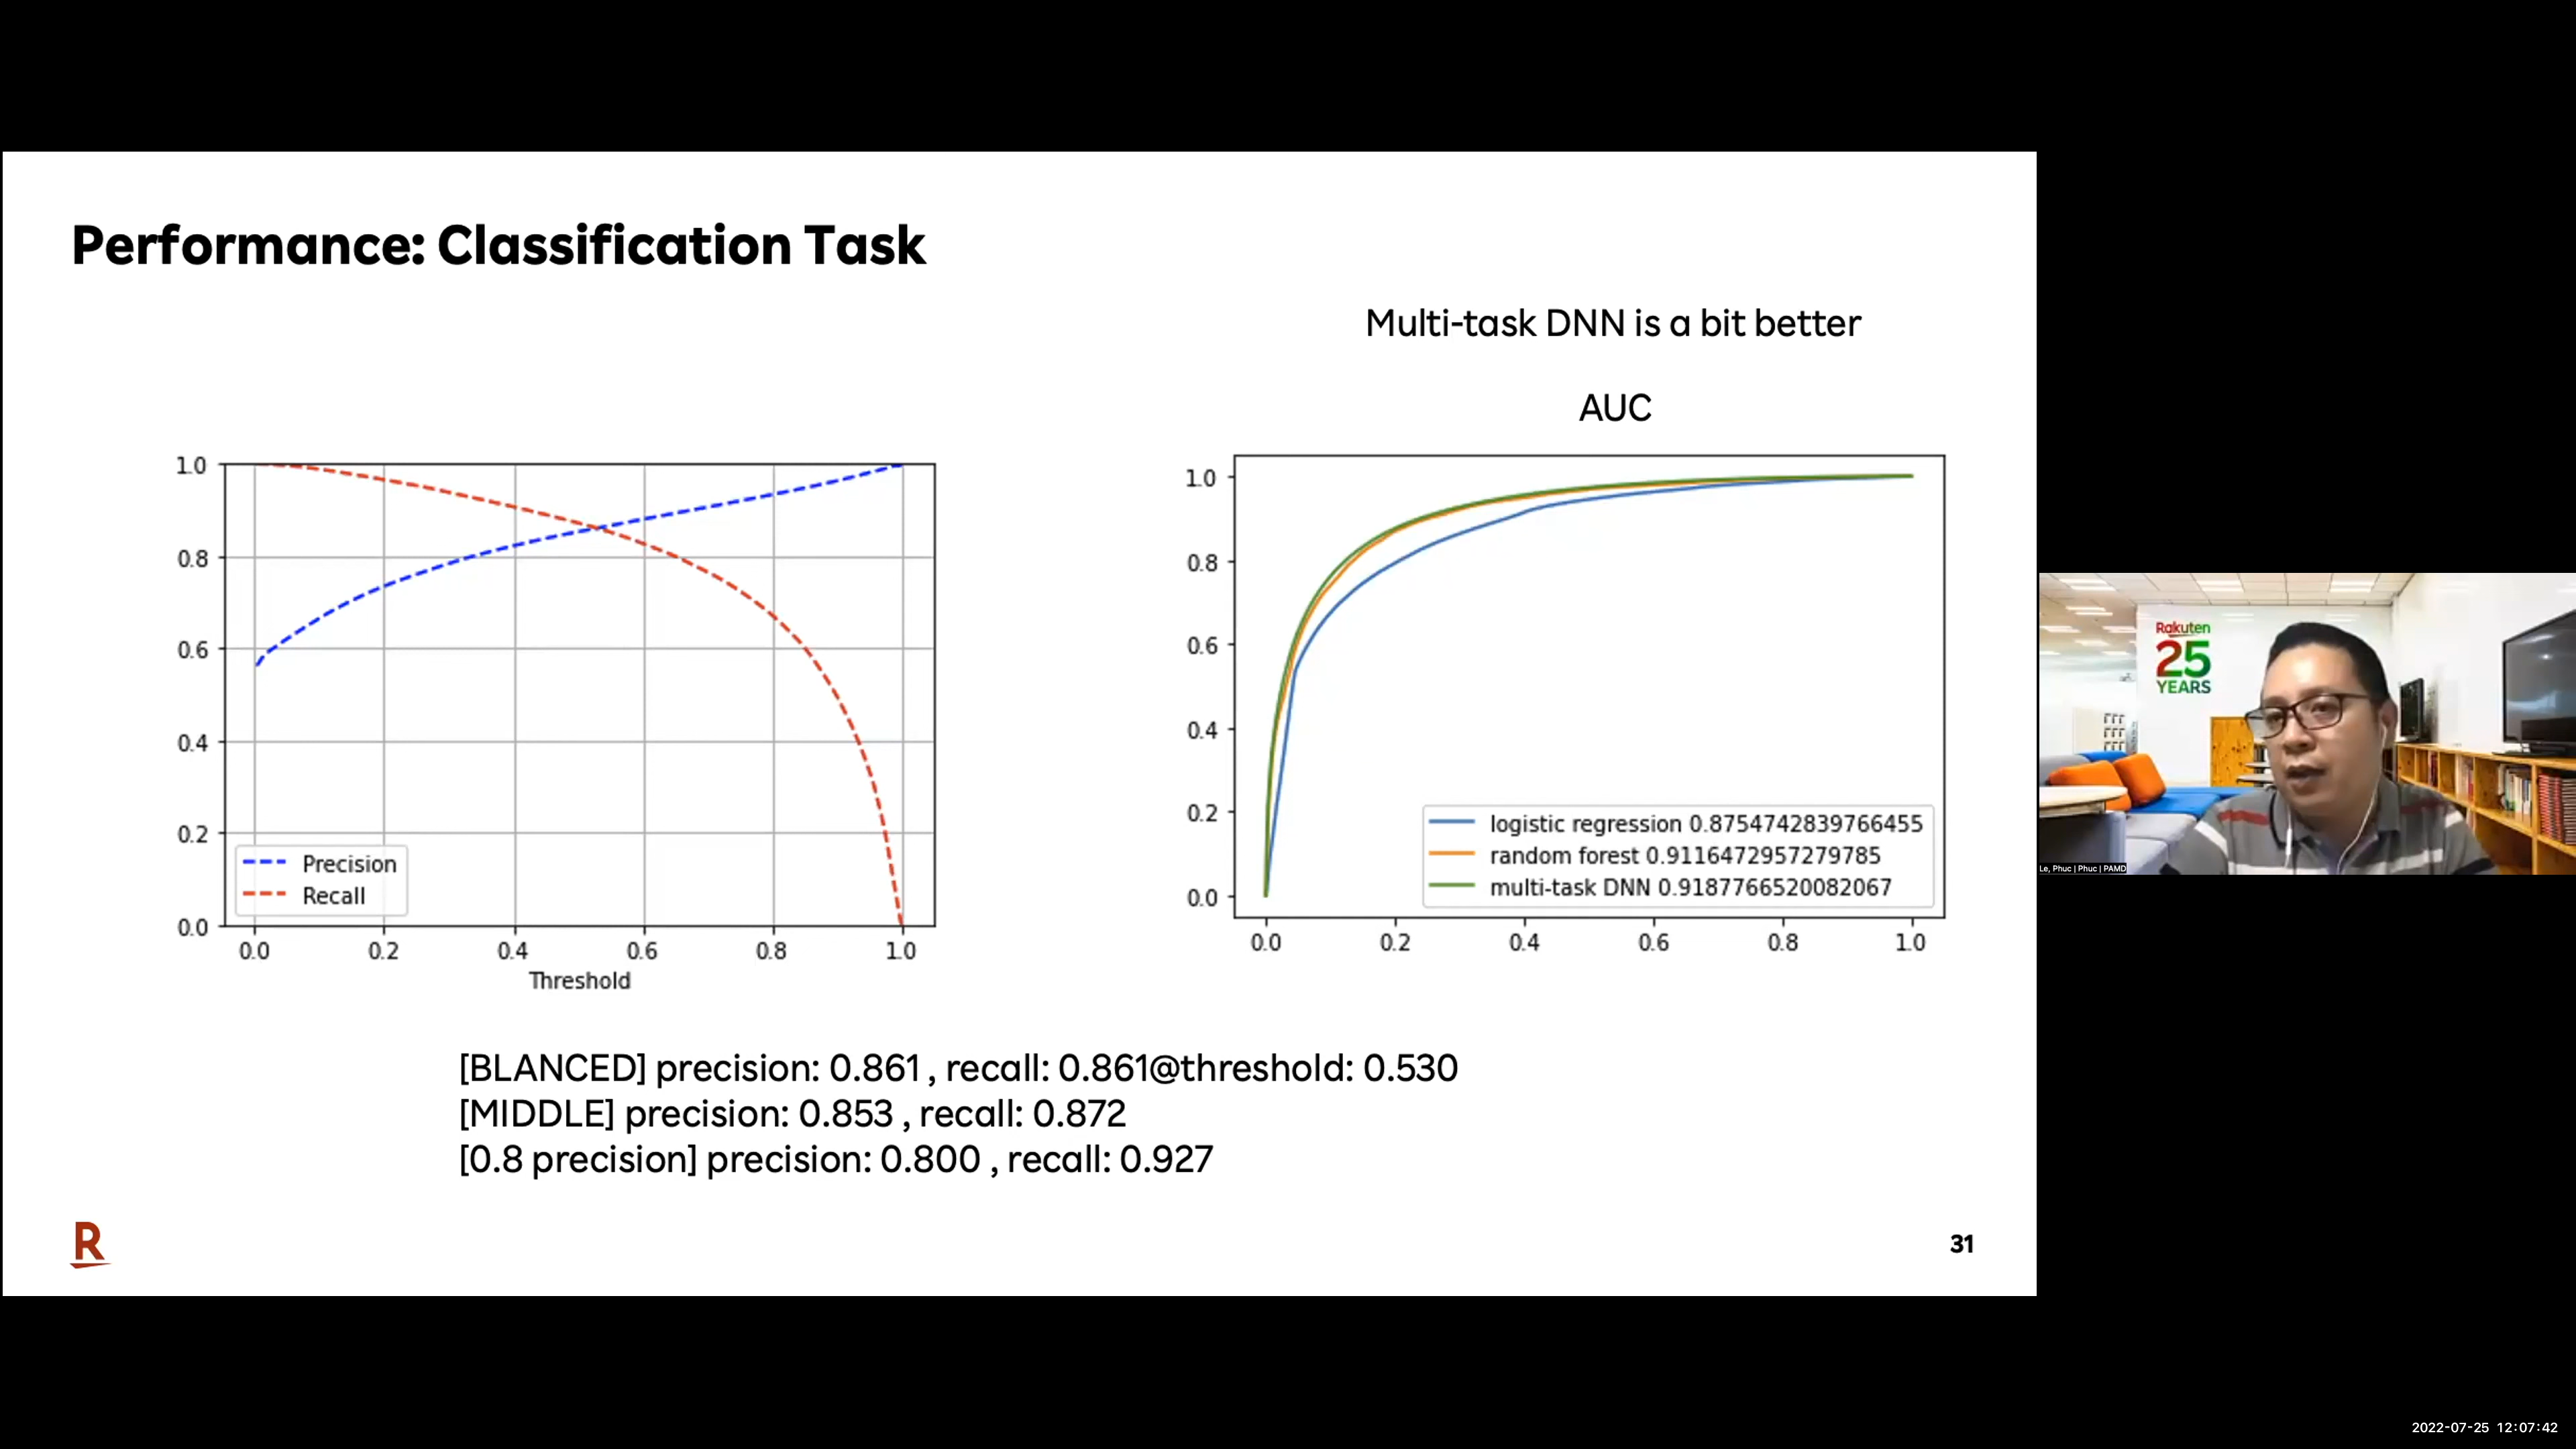 Performance: Classification Task
Multi-task DNN is a bit better
AUC
1.0
0.8
0.6
0.4
0.2
0.0
0.0 0.2 0.4 0.6 0.8 1.0
Threshold
Precision
Recall
1.0
0.8
0.6
0.4
0.2
0.0
0.0 0.2 0.4 0.6 0.8 1.0
logistic regression 0.8754742839766455
random forest 0.9116472957279785
multi-task DNN 0.9187766520082067
[BLANCED] precision: 0.861 , recall: 0.861@threshold: 0.530
[MIDDLE] precision: 0.853 , recall: 0.872
[0.8 precision] precision: 0.800 , recall: 0.927
R
31
Rakuten
25
YEARS
Le, Phuc | Phuc | PAMD
2022-07-25 12:07:42